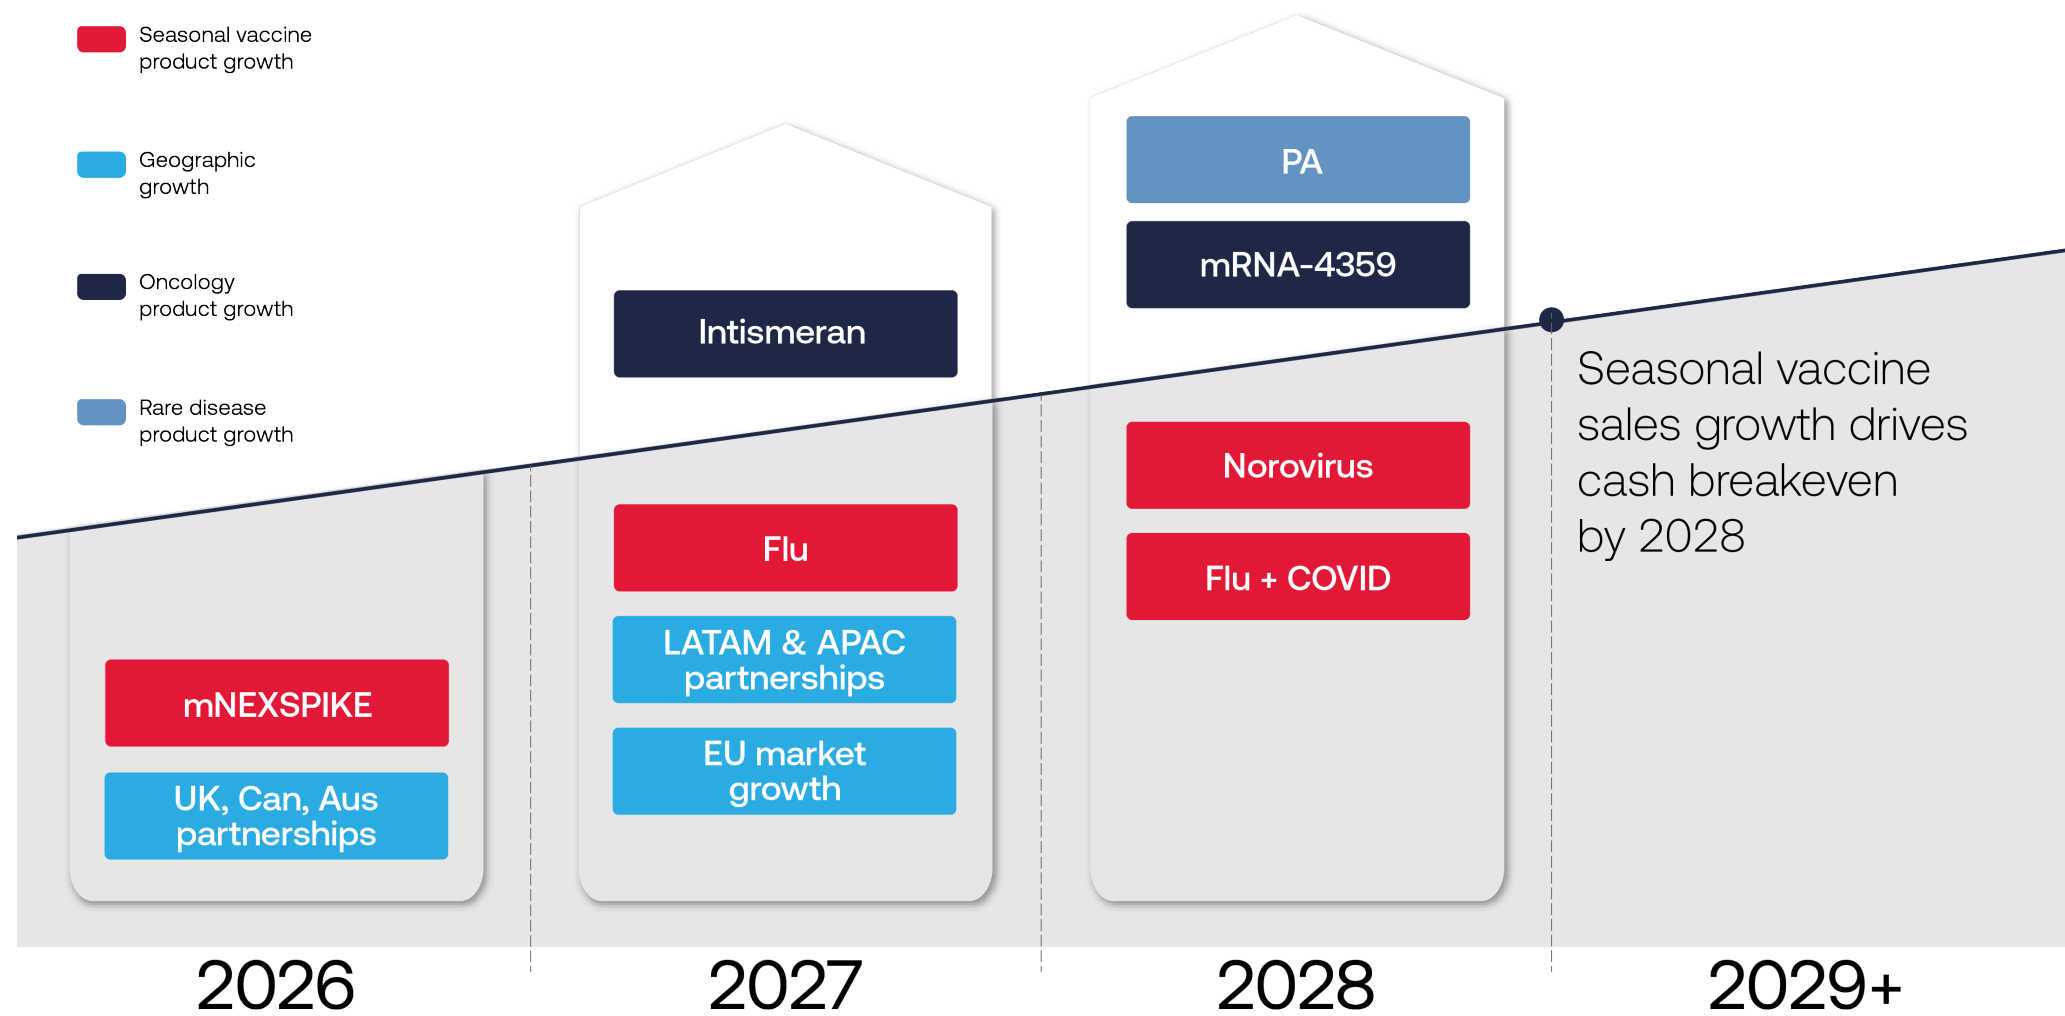 Seasonal vaccine
product growth
Geographic
growth
Oncology
product growth
Rare disease
product growth
mNEXSPIKE
UK, Can, Aus
partnerships
Intismeran
Flu
LATAM & APAC
partnerships
EU market
growth
PA
mRNA-4359
Norovirus
Flu + COVID
Seasonal vaccine
sales growth drives
cash breakeven
by 2028
2026
2027
2028
2029+